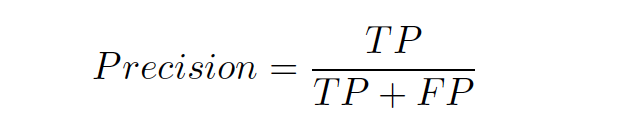 Precision = TP / TP + FP